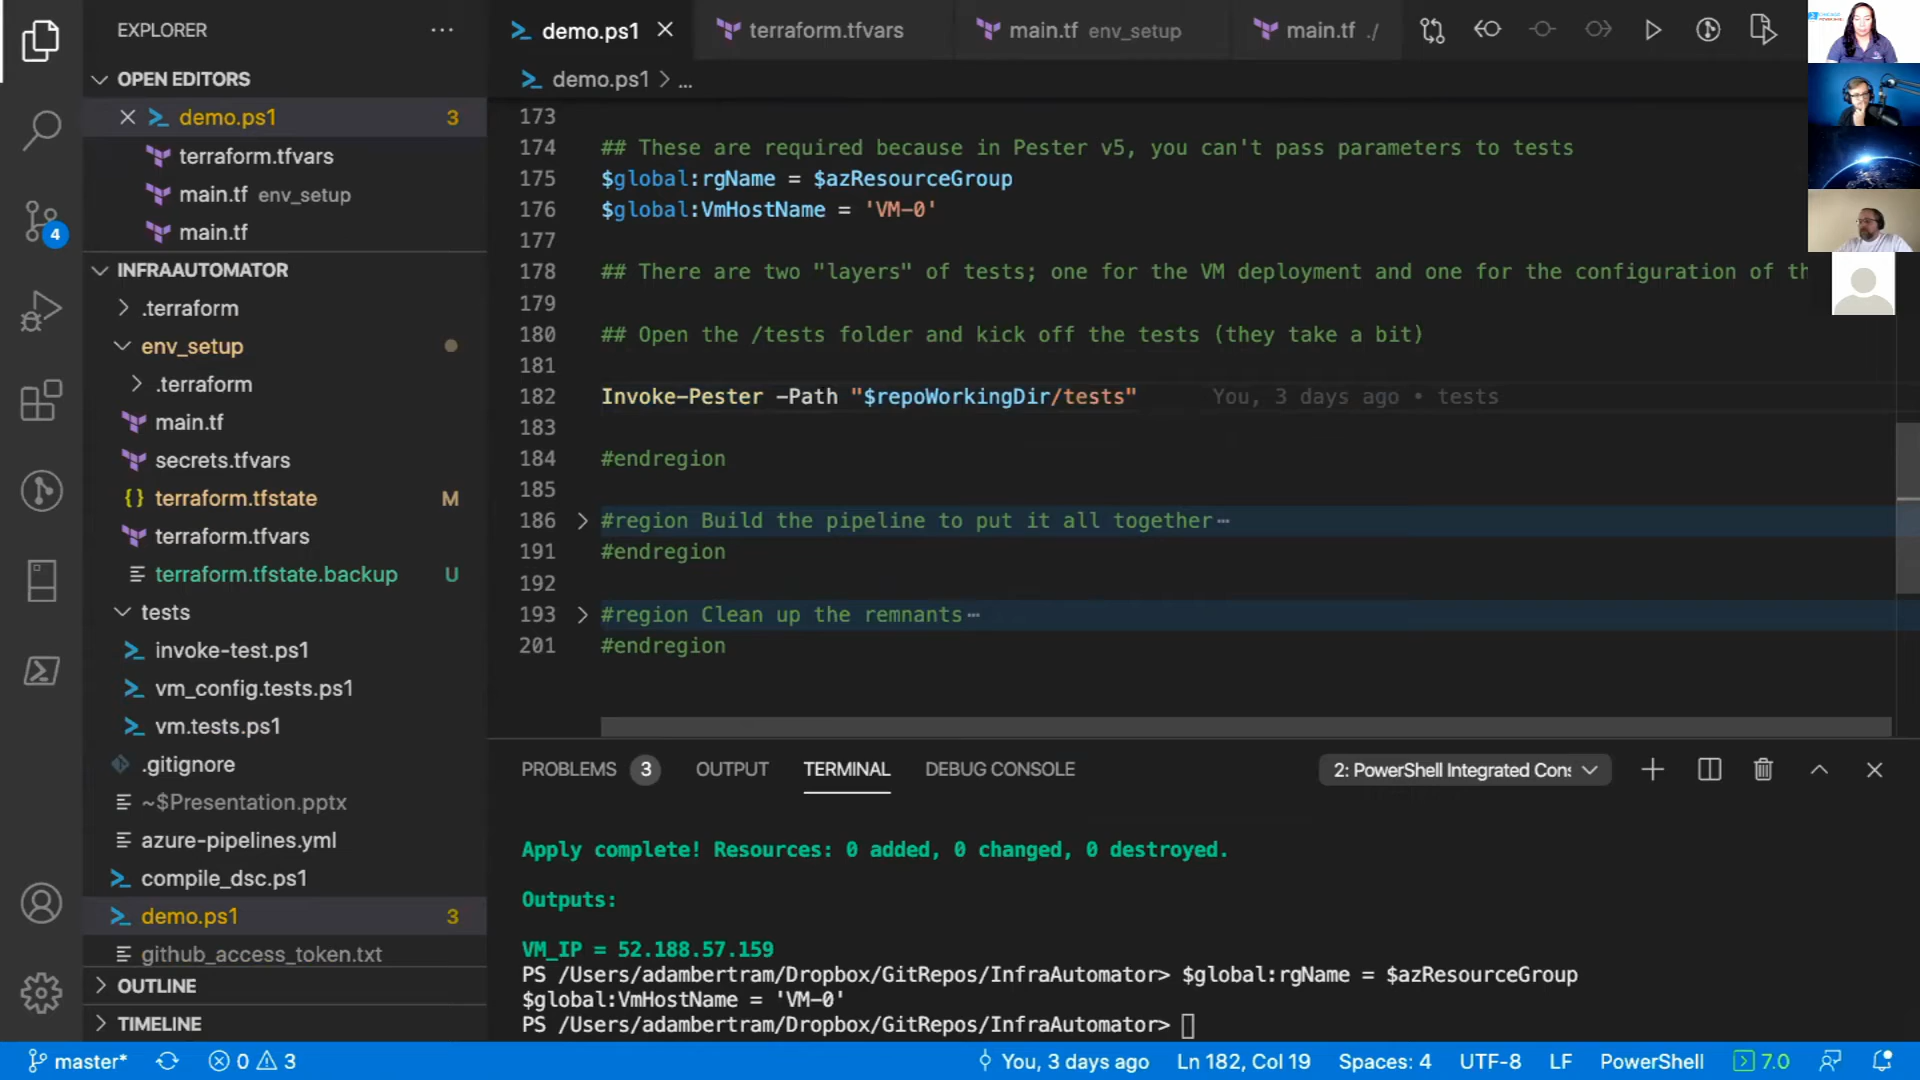 EXPLORER
OPEN EDITORS
demo.ps1 3
terraform.tfvars
main.tf env_setup
main.tf
INFRAAUTOMATOR
.terraform
env_setup
.terraform
main.tf
secrets.tfvars
{} terraform.tfstate M
terraform.tfvars
terraform.tfstate.backup U
tests
invoke-test.ps1
vm_config.tests.ps1
vm.tests.ps1
.gitignore
~$Presentation.pptx
azure-pipelines.yml
compile_dsc.ps1
demo.ps1 3
github_access_token.txt
OUTLINE
TIMELINE
4
demo.ps1
terraform.tfvars
main.tf env_setup
main.tf ./
demo.ps1 > ...
173
174 ## These are required because in Pester v5, you can't pass parameters to tests
175 $global:rgName = $azResourceGroup
176 $global:VmHostName = 'VM-0'
177
178 ## There are two "layers" of tests; one for the VM deployment and one for the configuration of th
179
180 ## Open the /tests folder and kick off the tests (they take a bit)
181
182 Invoke-Pester -Path "$repoWorkingDir/tests" You, 3 days ago • tests
183
184 #endregion
185
186 #region Build the pipeline to put it all together…
191 #endregion
192
193 #region Clean up the remnants…
201 #endregion
PROBLEMS 3 OUTPUT TERMINAL DEBUG CONSOLE 2: PowerShell Integrated Con:
Apply complete! Resources: 0 added, 0 changed, 0 destroyed.
Outputs:
VM_IP = 52.188.57.159
PS /Users/adambertram/Dropbox/GitRepos/InfraAutomator> $global:rgName = $azResourceGroup
$global:VmHostName = 'VM-0'
PS /Users/adambertram/Dropbox/GitRepos/InfraAutomator>
master* 0 3 You, 3 days ago Ln 182, Col 19 Spaces: 4 UTF-8 LF PowerShell 7.0